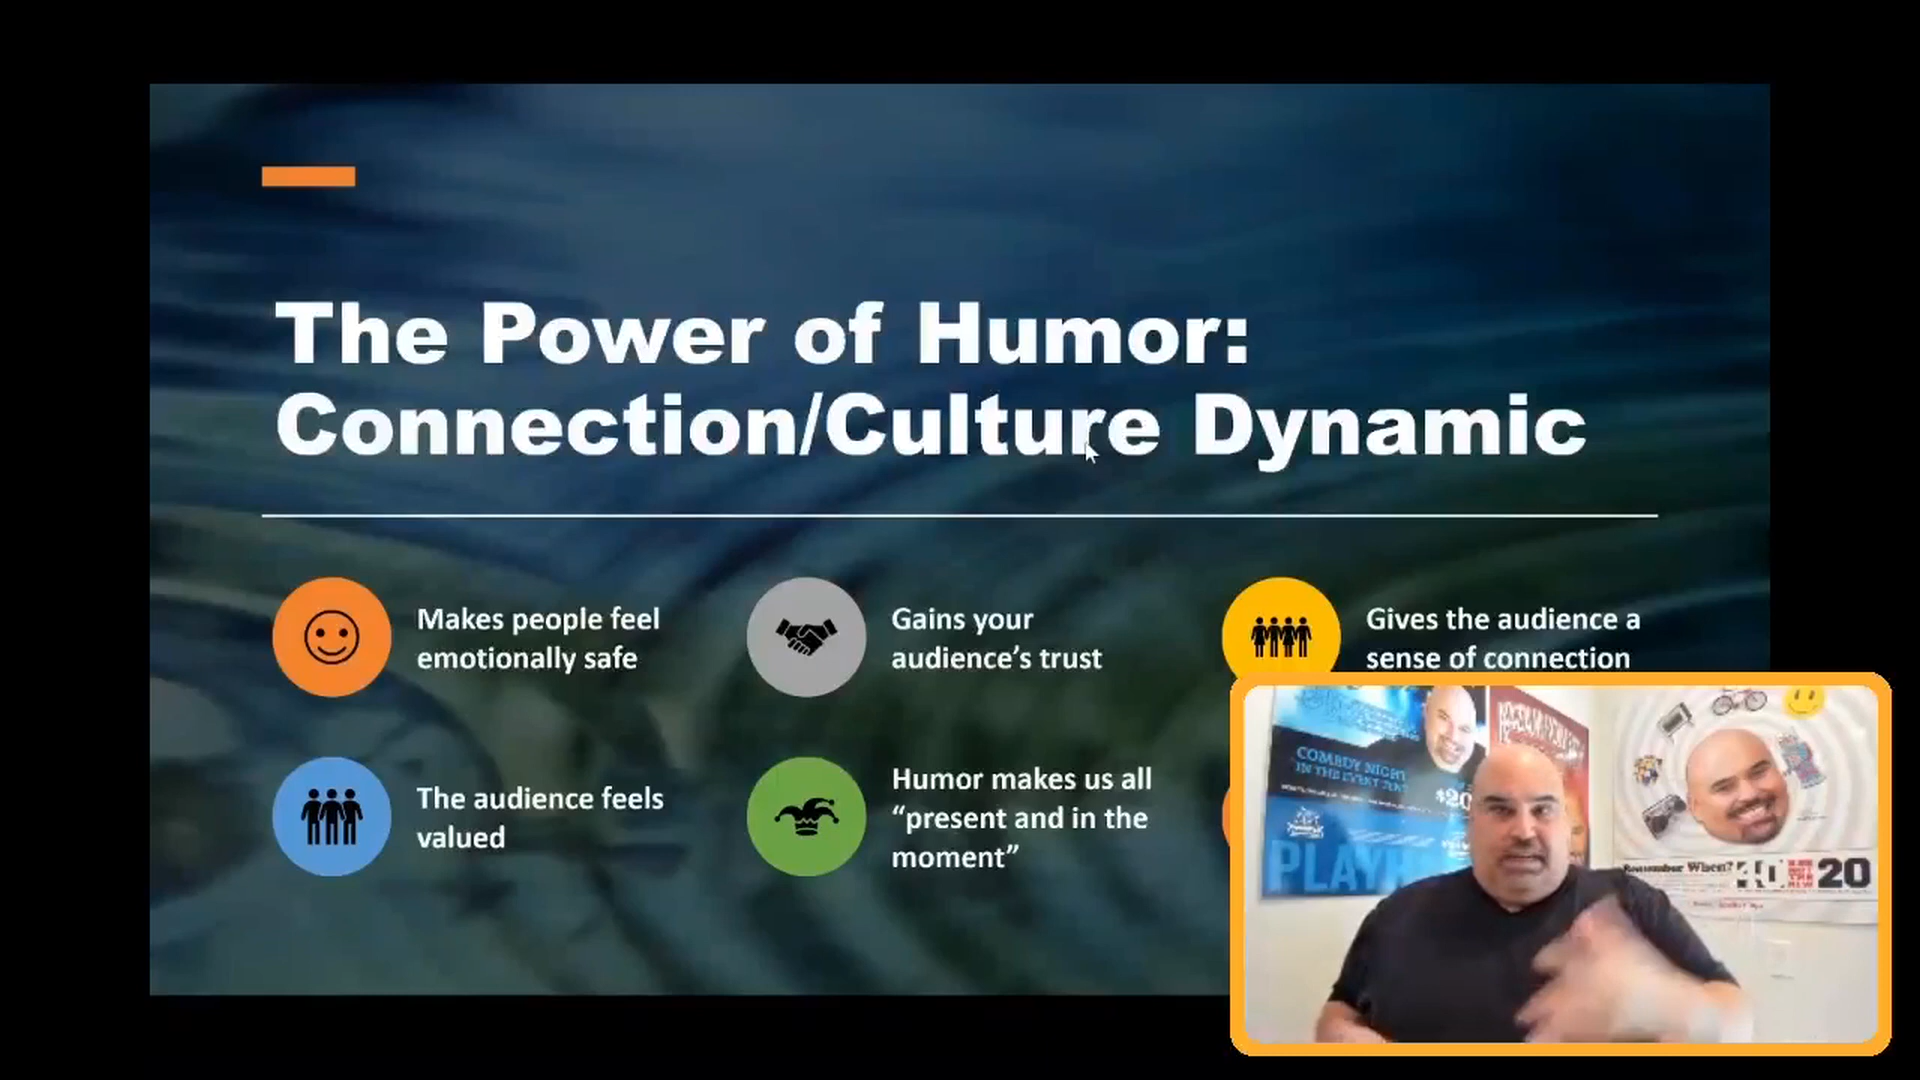 The Power of Humor:
Connection/Culture Dynamic
Makes people feel
emotionally safe
Gains your
audience’s trust
Gives the audience a
sense of connection
The audience feels
valued
Humor makes us all
“present and in the
moment”
COMEDY NIGHT
IN THE EVENT TENT
$20
PLAYH
Remember When?
40
20